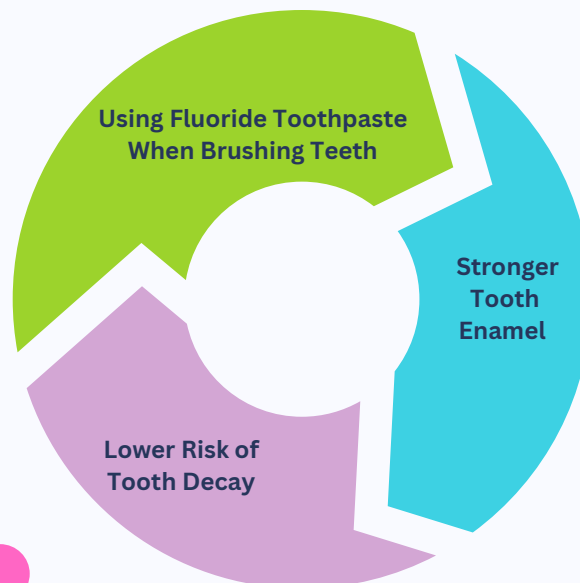 Using Fluoride Toothpaste
When Brushing Teeth
Stronger
Tooth
Enamel
Lower Risk of
Tooth Decay